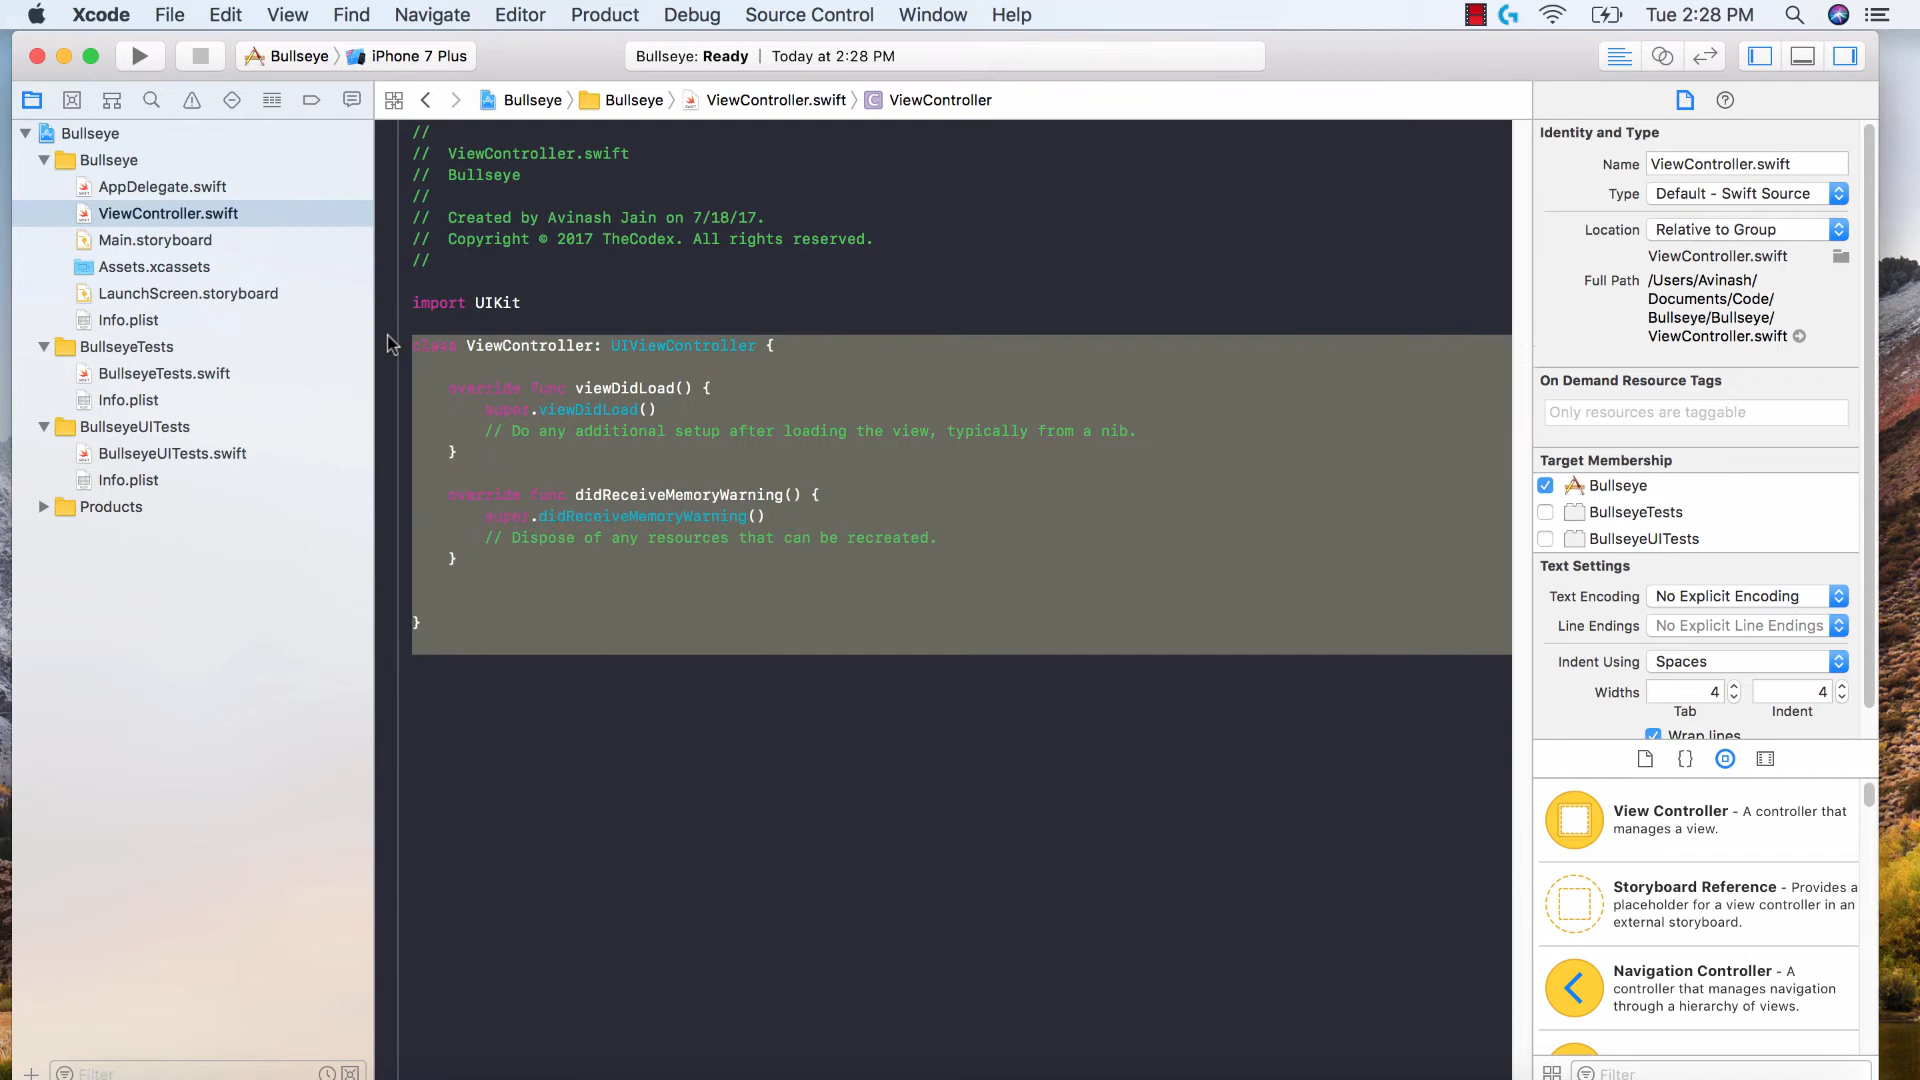 Xcode File Edit View Find Navigate Editor Product Debug Source Control Window Help Tue 2:28 PM
Bullseye iPhone 7 Plus Bullseye: Ready | Today at 2:28 PM
Bullseye Bullseye ViewController.swift C ViewController
Bullseye
Bullseye
AppDelegate.swift
ViewController.swift
Main.storyboard
Assets.xcassets
LaunchScreen.storyboard
Info.plist
BullseyeTests
BullseyeTests.swift
Info.plist
BullseyeUITests
BullseyeUITests.swift
Info.plist
Products
Filter
//
// ViewController.swift
// Bullseye
//
// Created by Avinash Jain on 7/18/17.
// Copyright © 2017 TheCodex. All rights reserved.
//
import UIKit
class ViewController: UIViewController {
override func viewDidLoad() {
super.viewDidLoad()
// Do any additional setup after loading the view, typically from a nib.
}
override func didReceiveMemoryWarning() {
super.didReceiveMemoryWarning()
// Dispose of any resources that can be recreated.
}
}
Identity and Type
Name ViewController.swift
Type Default - Swift Source
Location Relative to Group
ViewController.swift
Full Path /Users/Avinash/
Documents/Code/
Bullseye/Bullseye/
ViewController.swift
On Demand Resource Tags
Only resources are taggable
Target Membership
Bullseye
BullseyeTests
BullseyeUITests
Text Settings
Text Encoding No Explicit Encoding
Line Endings No Explicit Line Endings
Indent Using Spaces
Widths 4 4
Tab Indent
Wrap lines
{}
View Controller - A controller that
manages a view.
Storyboard Reference - Provides a
placeholder for a view controller in an
external storyboard.
Navigation Controller - A
controller that manages navigation
through a hierarchy of views.
Filter